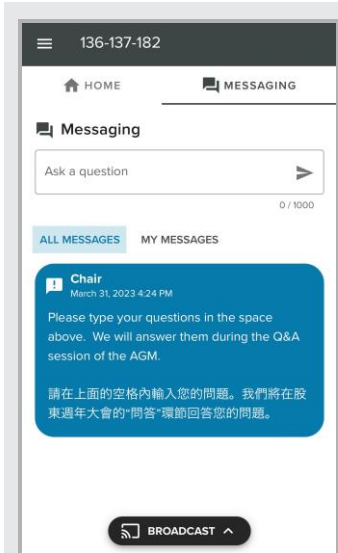 136-137-182
HOME
MESSAGING
Messaging
Ask a question
0 / 1000
ALL MESSAGES
MY MESSAGES
Chair
March 31, 2023 4:24 PM
Please type your questions in the space
above. We will answer them during the Q&A
session of the AGM.
請在上面的空格內輸入您的問題。我們將在股
東週年大會的“問答”環節回答您的問題。
BROADCAST